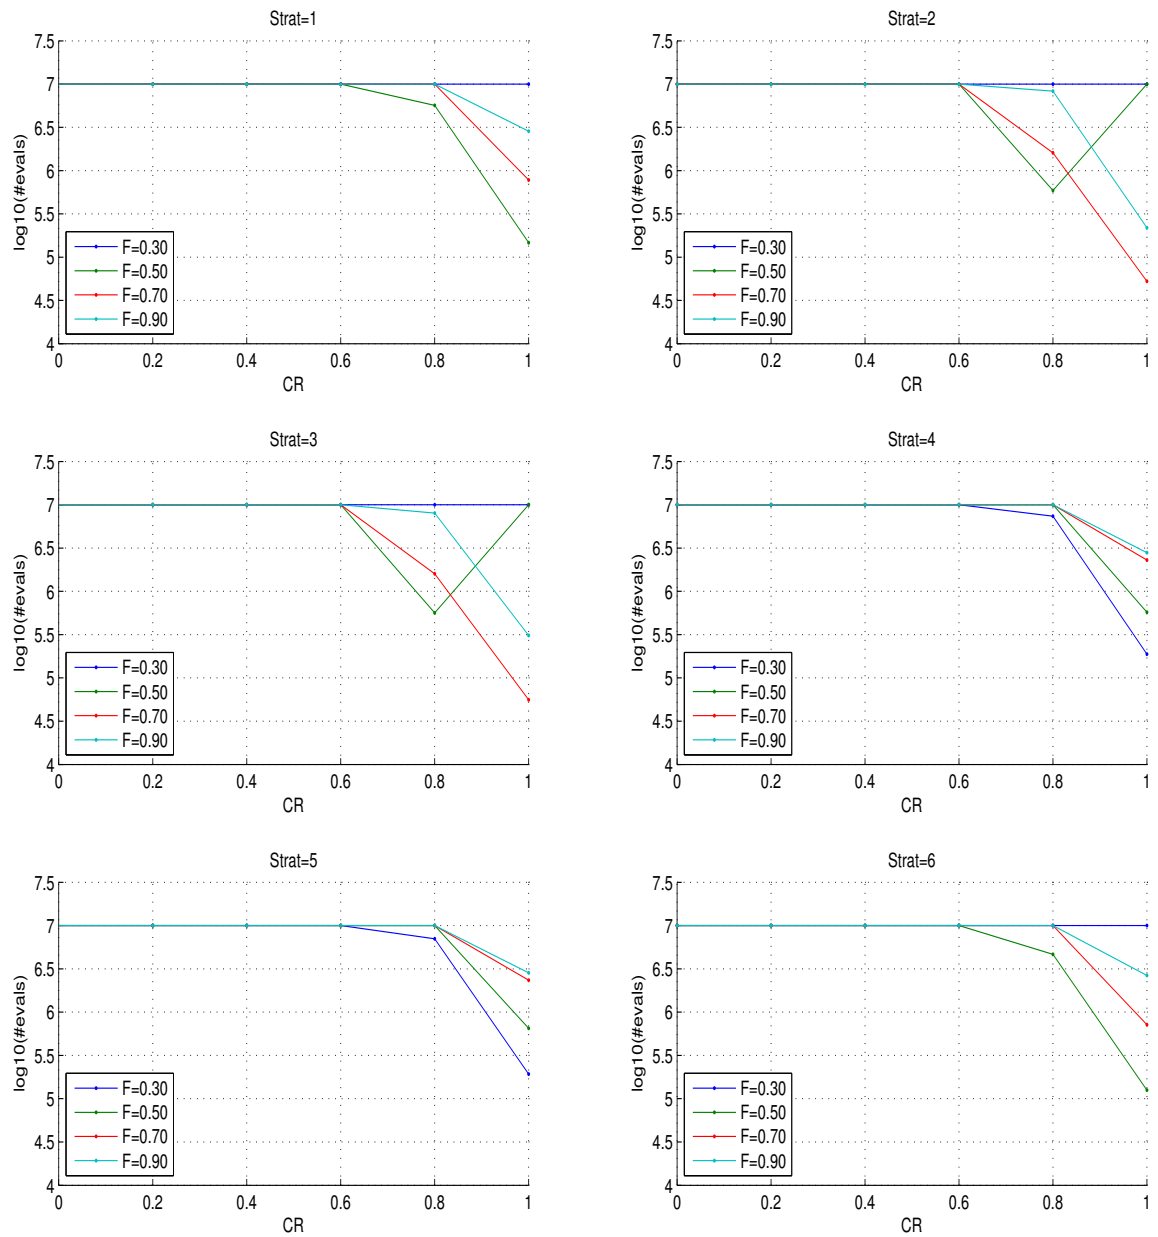 Strat=1
7.5
7
6.5
6
5.5
5
4.5
4
log10(#evals)
F=0.30
F=0.50
F=0.70
F=0.90
0 0.2 0.4 0.6 0.8 1
CR
Strat=2
7.5
7
6.5
6
5.5
5
4.5
4
log10(#evals)
F=0.30
F=0.50
F=0.70
F=0.90
0 0.2 0.4 0.6 0.8 1
CR
Strat=3
7.5
7
6.5
6
5.5
5
4.5
4
log10(#evals)
F=0.30
F=0.50
F=0.70
F=0.90
0 0.2 0.4 0.6 0.8 1
CR
Strat=4
7.5
7
6.5
6
5.5
5
4.5
4
log10(#evals)
F=0.30
F=0.50
F=0.70
F=0.90
0 0.2 0.4 0.6 0.8 1
CR
Strat=5
7.5
7
6.5
6
5.5
5
4.5
4
log10(#evals)
F=0.30
F=0.50
F=0.70
F=0.90
0 0.2 0.4 0.6 0.8 1
CR
Strat=6
7.5
7
6.5
6
5.5
5
4.5
4
log10(#evals)
F=0.30
F=0.50
F=0.70
F=0.90
0 0.2 0.4 0.6 0.8 1
CR